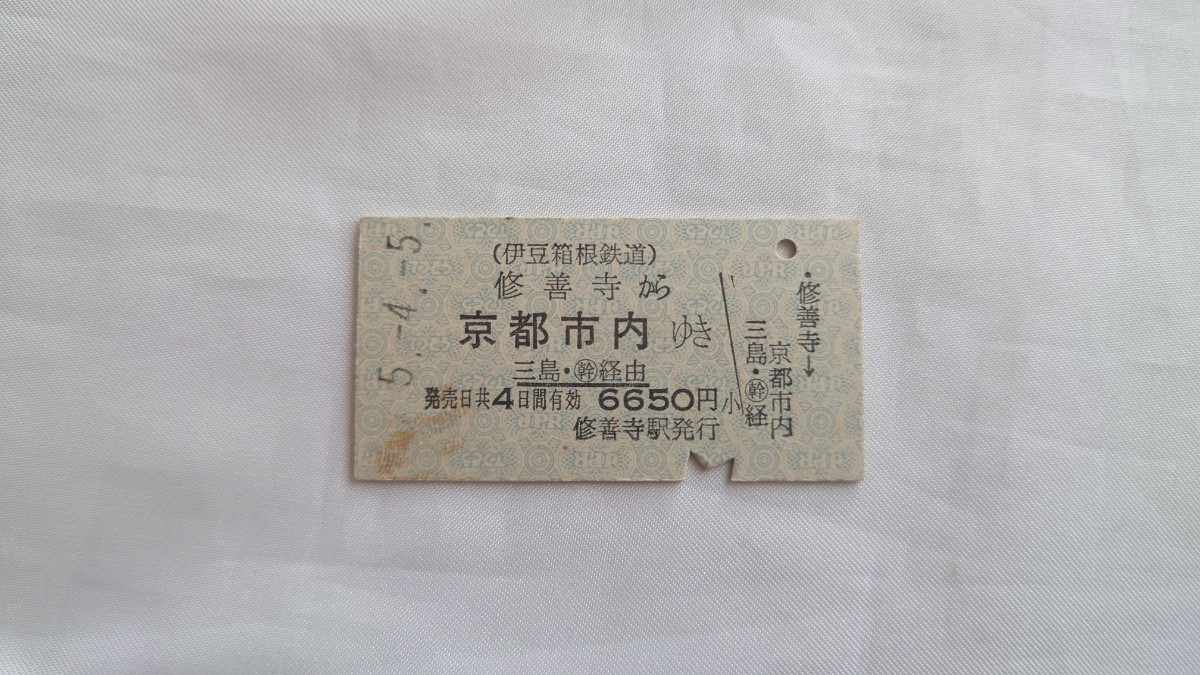 5.-4.-5.
(伊豆箱根鉄道)
修善寺から
京都市内ゆき
三島・㊩経由
発売日共4日間有効 6650円
修善寺駅発行
小
・修善寺→
京都市内
三島・経